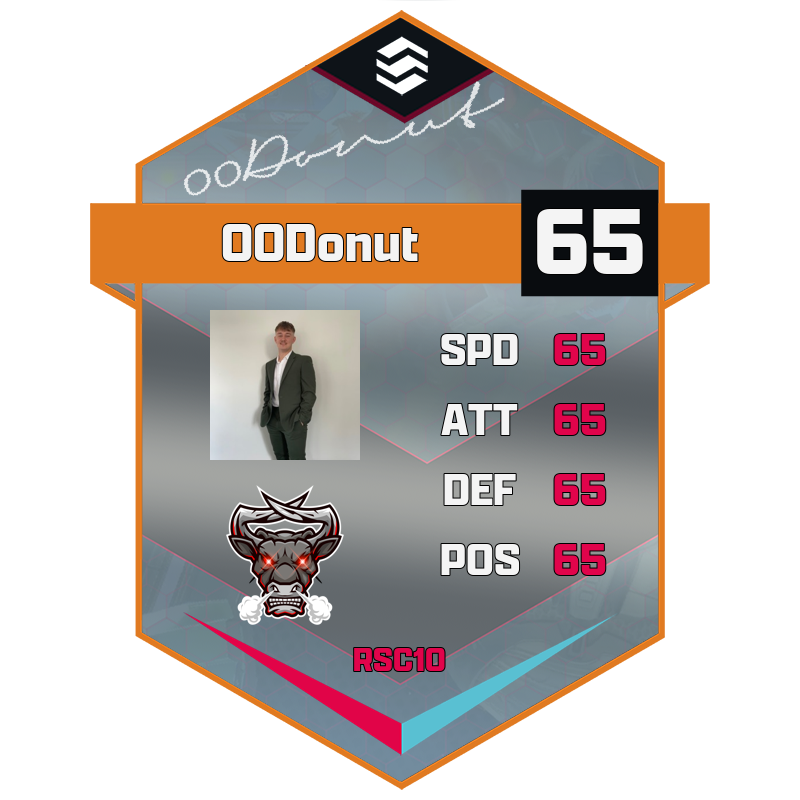 OODonut
OODonut 65
SPD 65
ATT 65
DEF 65
POS 65
RSC10